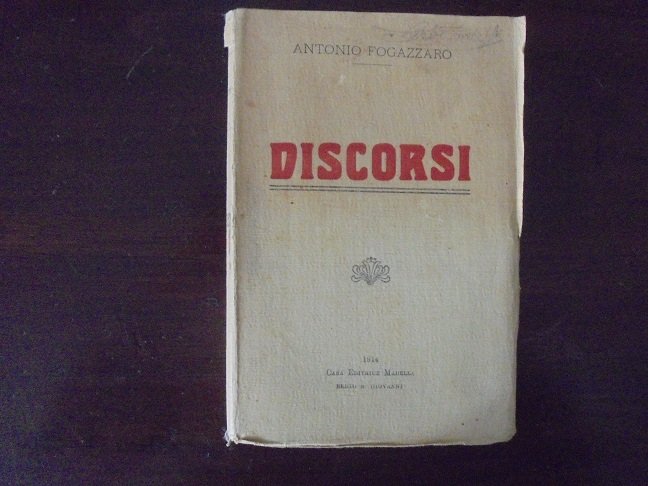 ANTONIO FOGAZZARO
DISCORSI
1914
CASA EDITRICE MADELLA
SESTO S. GIOVANNI